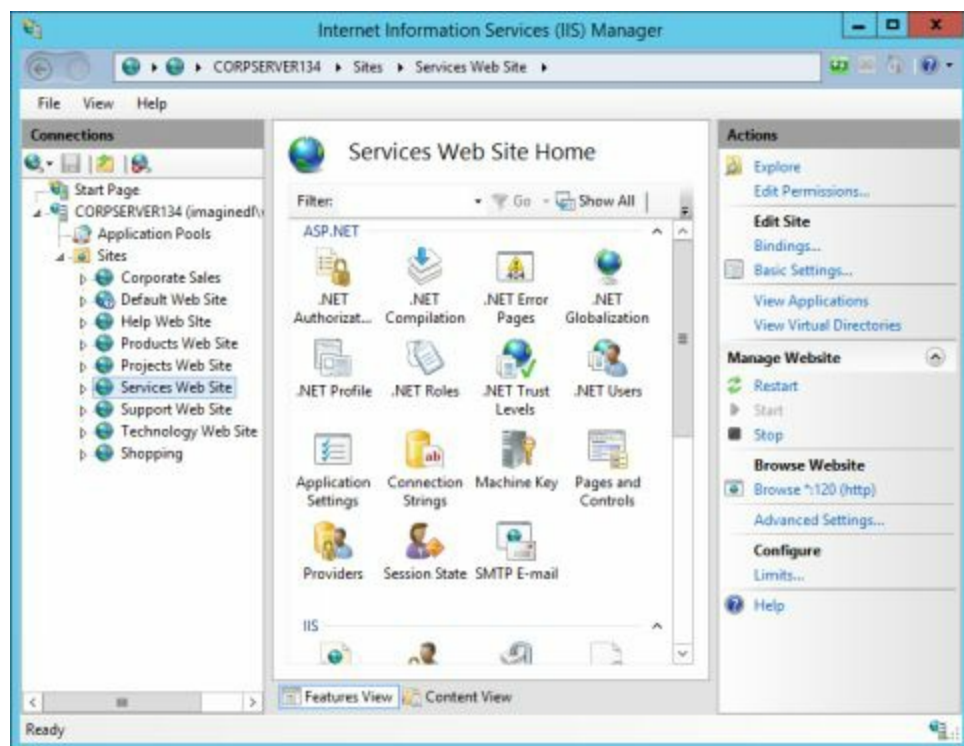 Internet Information Services (IIS) Manager
CORPSERVER134 Sites Services Web Site
File View Help
Connections
Start Page
CORPSERVER134 (imaginedl\
Application Pools
Sites
Corporate Sales
Default Web Site
Help Web SIte
Products Web Site
Projects Web Site
Services Web Site
Support Web Site
Technology Web Site
Shopping
Services Web Site Home
Filter: Go Show All
ASP.NET
.NET Authorizat...
.NET Compilation
.NET Error Pages
.NET Globalization
.NET Profile
.NET Roles
.NET Trust Levels
.NET Users
Application Settings
Connection Strings
Machine Key
Pages and Controls
Providers
Session State
SMTP E-mail
IIS
Features View
Content View
Actions
Explore
Edit Permissions...
Edit Site
Bindings...
Basic Settings...
View Applications
View Virtual Directories
Manage Website
Restart
Start
Stop
Browse Website
Browse *:120 (http)
Advanced Settings...
Configure
Limits...
Help
Ready